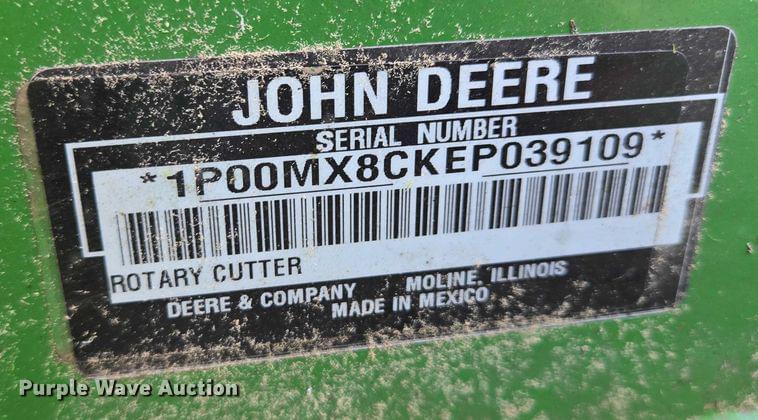 JOHN DEERE
SERIAL NUMBER
*1P00MX8CKEP039109*
ROTARY CUTTER
DEERE & COMPANY MOLINE, ILLINOIS
MADE IN MEXICO
Purple Wave Auction